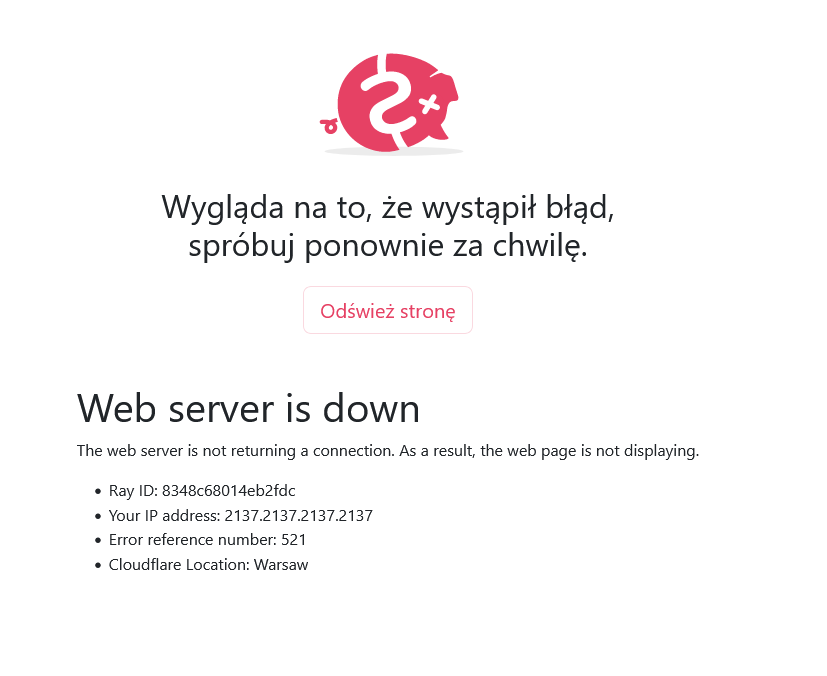 Wygląda na to, że wystąpił błąd,
spróbuj ponownie za chwilę.
Odśwież stronę
Web server is down
The web server is not returning a connection. As a result, the web page is not displaying.
• Ray ID: 8348c68014eb2fdc
• Your IP address: 2137.2137.2137.2137
• Error reference number: 521
• Cloudflare Location: Warsaw